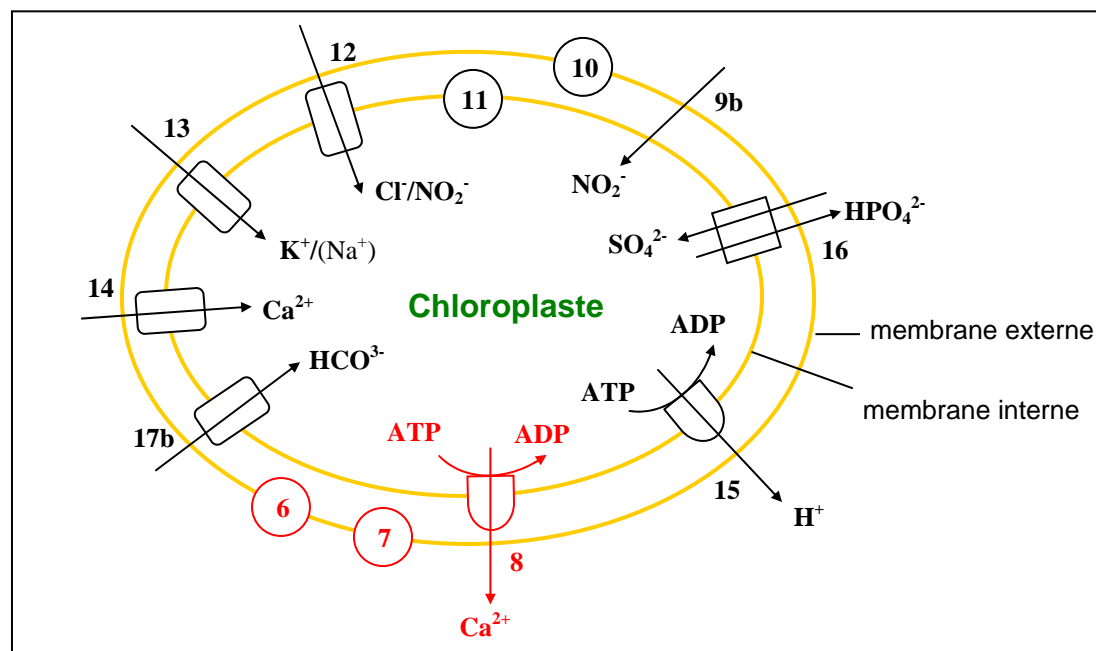 12
10
11
9b
13
Cl⁻/NO₂⁻
NO₂⁻
HPO₄²⁻
SO₄²⁻
16
K⁺/(Na⁺)
14
Ca²⁺
Chloroplaste
ADP
membrane externe
HCO³⁻
ATP
membrane interne
17b
ATP
ADP
15
6
7
8
H⁺
Ca²⁺